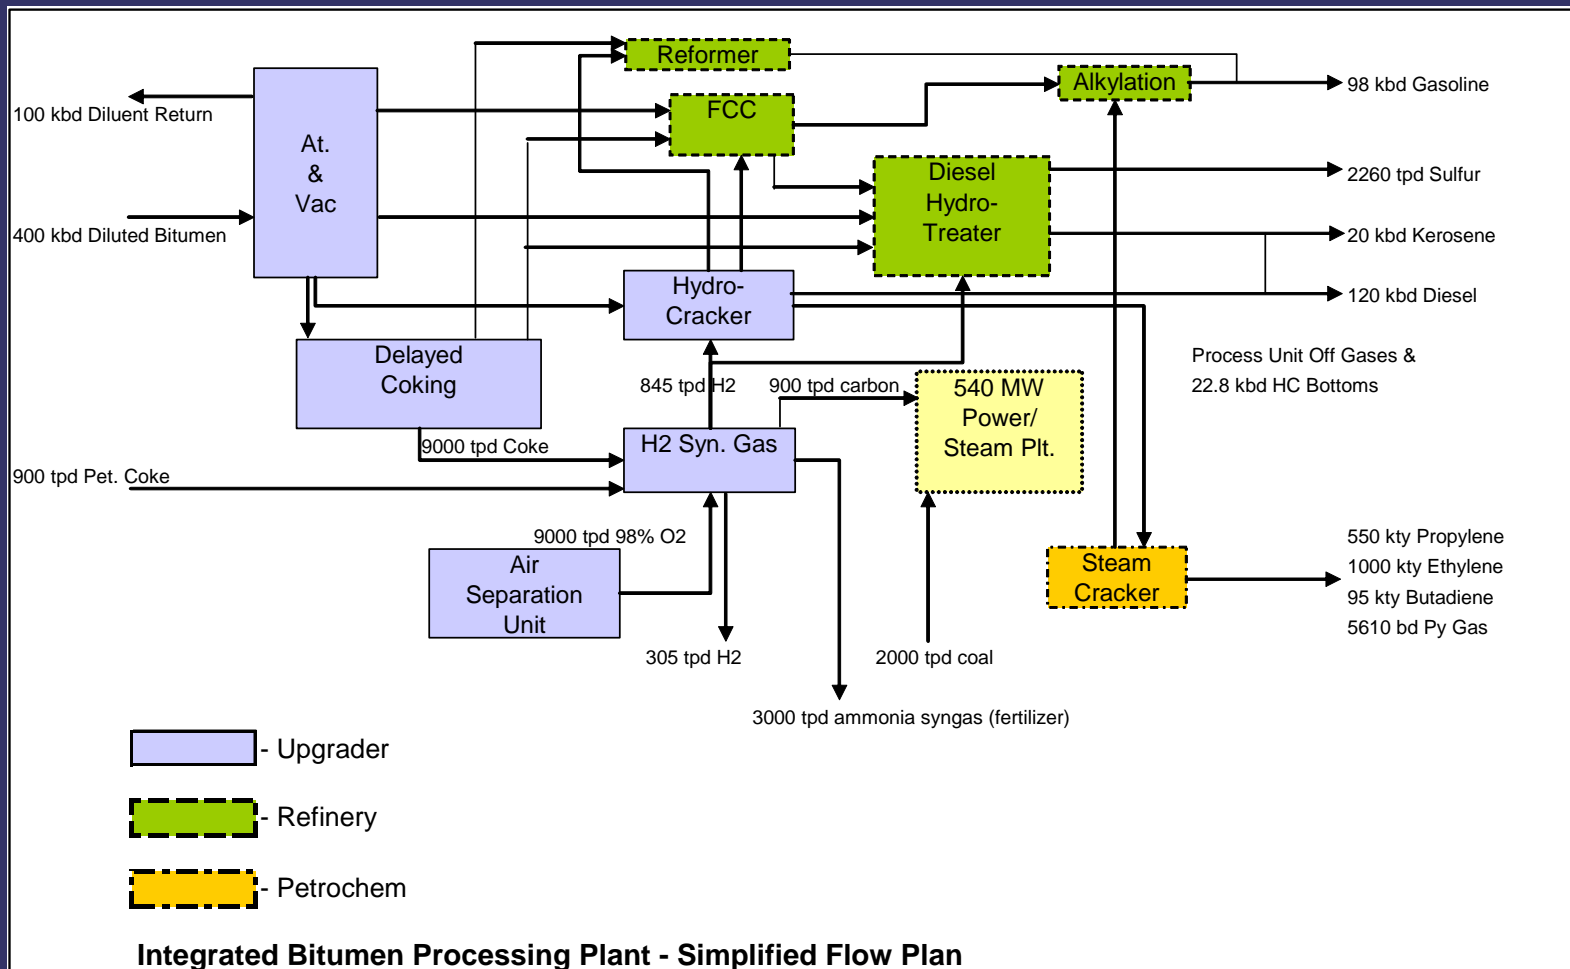 Reformer
Alkylation
98 kbd Gasoline
100 kbd Diluent Return
FCC
At.
&
Vac
Diesel
Hydro-
Treater
2260 tpd Sulfur
400 kbd Diluted Bitumen
20 kbd Kerosene
Hydro-
Cracker
120 kbd Diesel
Delayed
Coking
Process Unit Off Gases &
22.8 kbd HC Bottoms
845 tpd H2
900 tpd carbon
540 MW
Power/
Steam Plt.
9000 tpd Coke
H2 Syn. Gas
900 tpd Pet. Coke
9000 tpd 98% O2
Air
Separation
Unit
Steam
Cracker
550 kty Propylene
1000 kty Ethylene
95 kty Butadiene
5610 bd Py Gas
305 tpd H2
2000 tpd coal
3000 tpd ammonia syngas (fertilizer)
- Upgrader
- Refinery
- Petrochem
Integrated Bitumen Processing Plant - Simplified Flow Plan